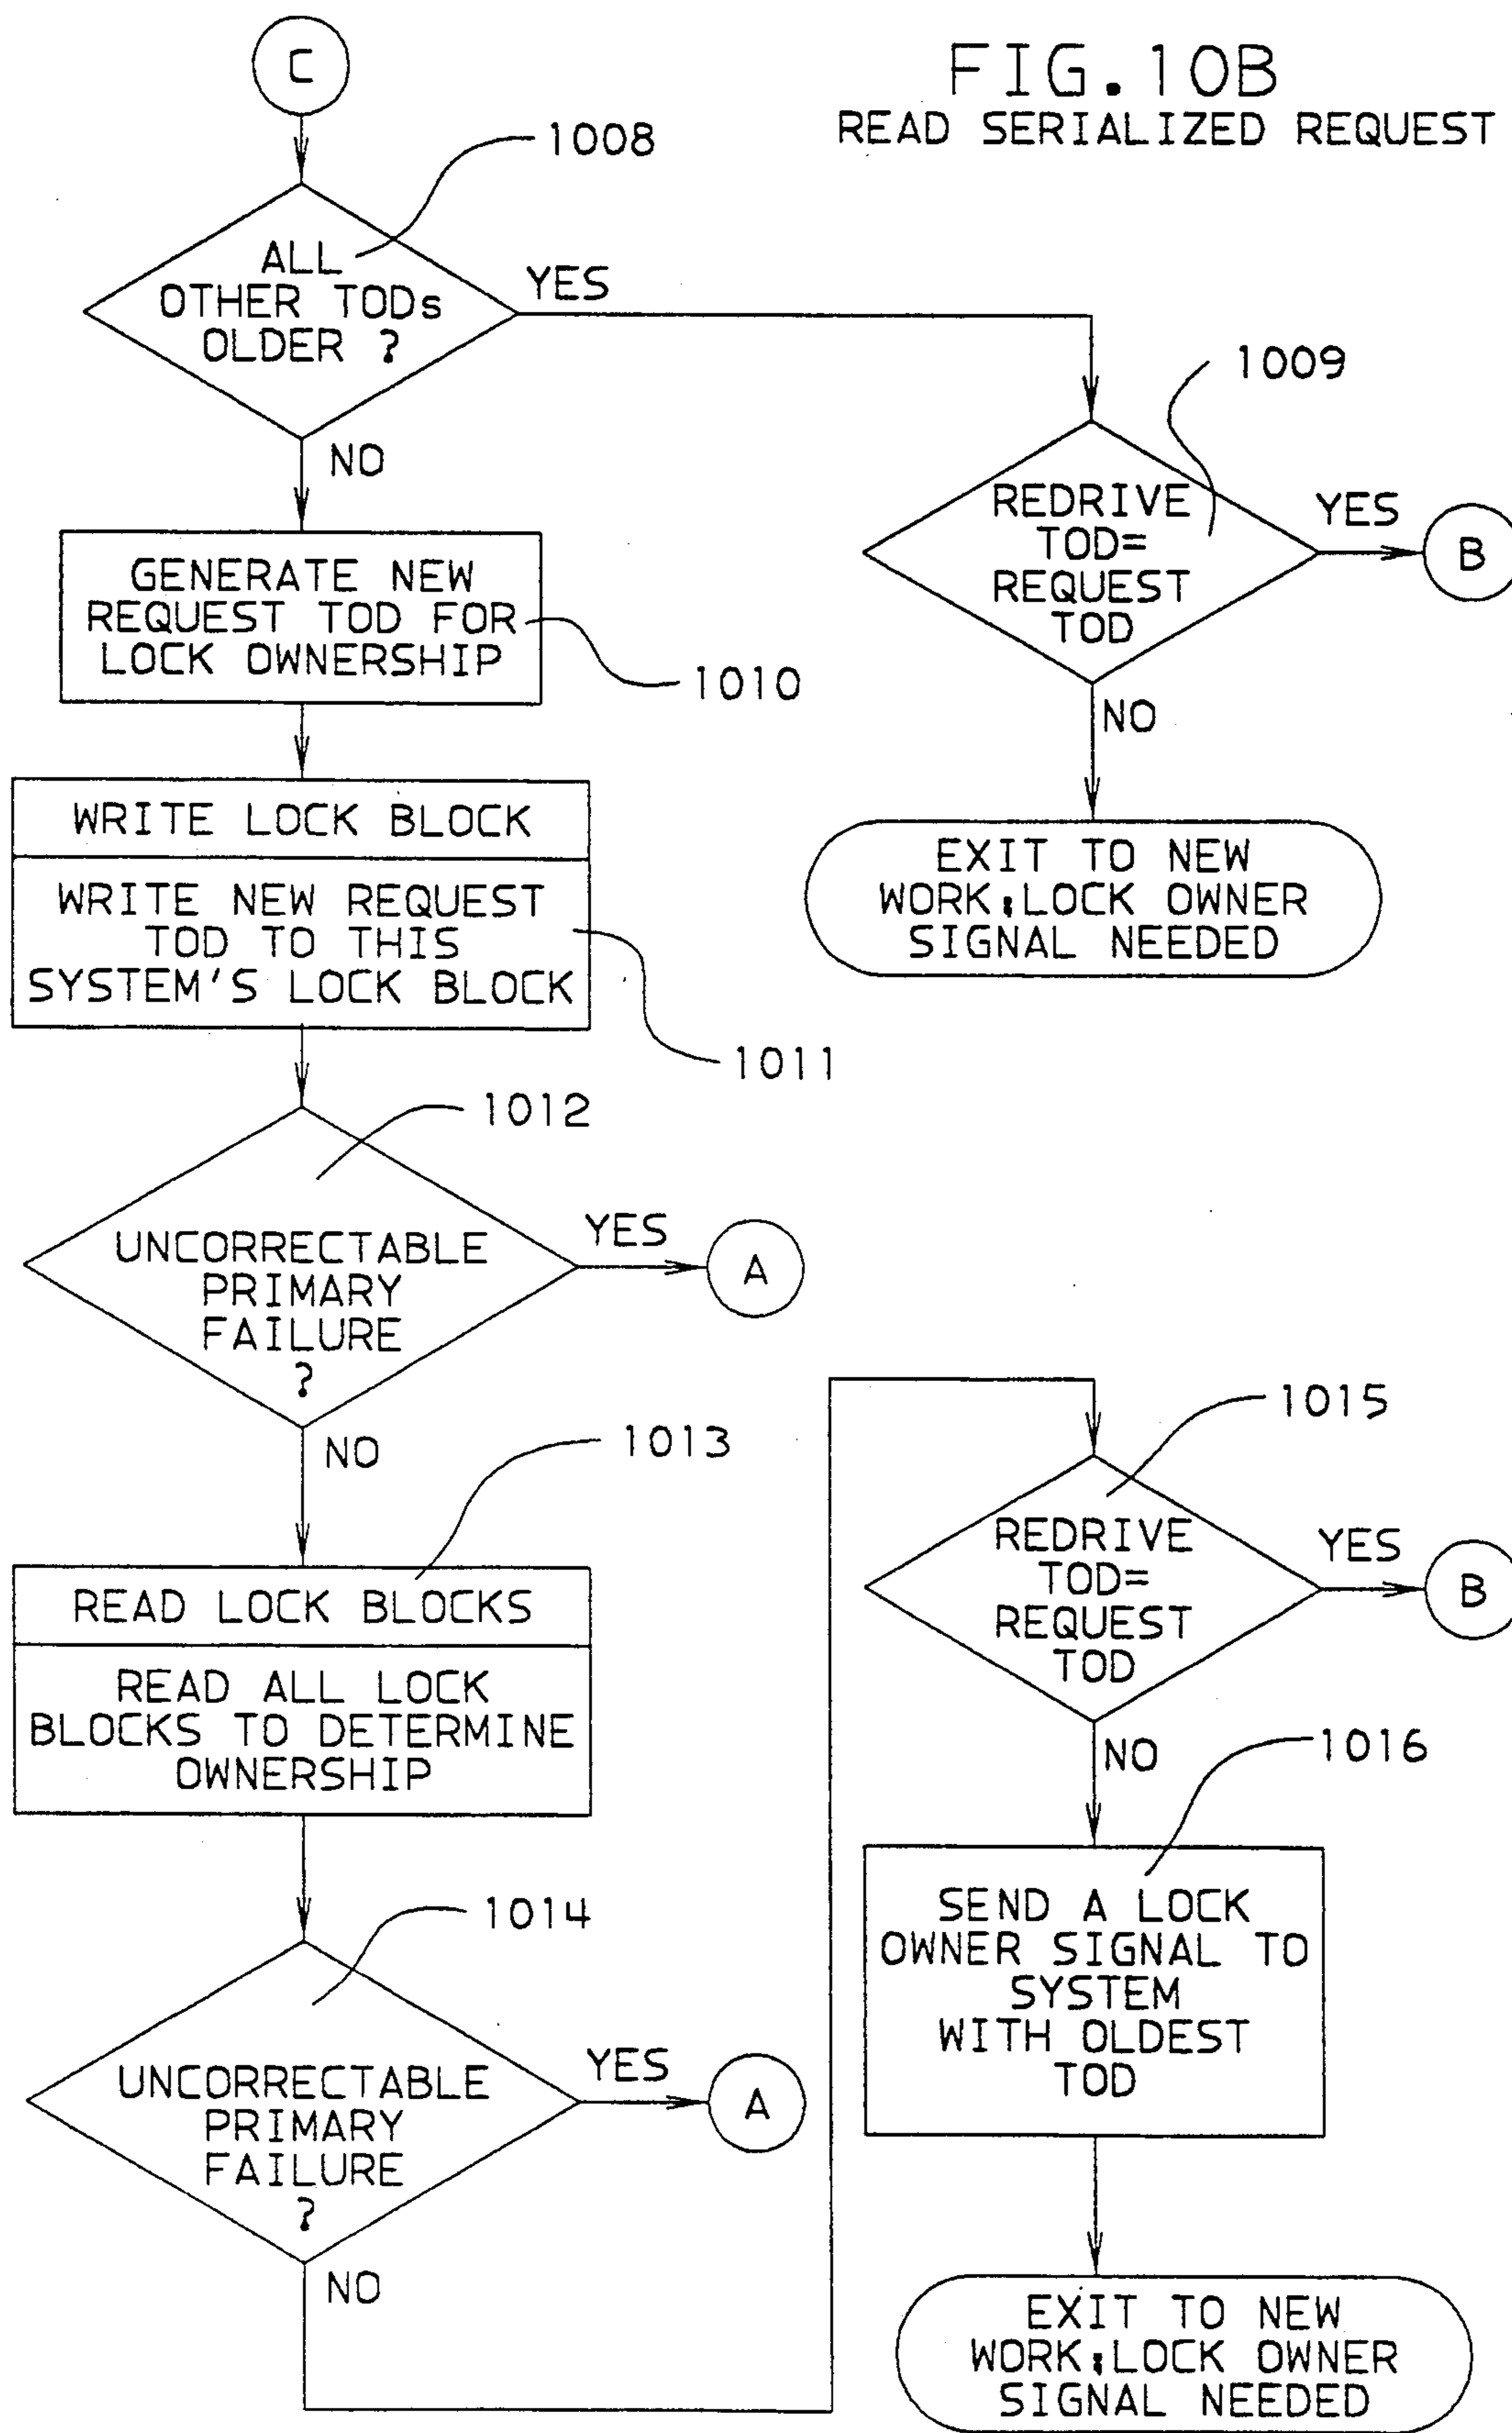 C
FIG.10B
READ SERIALIZED REQUEST
1008
ALL
OTHER TODs
OLDER ?
YES
1009
NO
REDRIVE
TOD=
REQUEST
TOD
YES
B
GENERATE NEW
REQUEST TOD FOR
LOCK OWNERSHIP
1010
NO
WRITE LOCK BLOCK
WRITE NEW REQUEST
TOD TO THIS
SYSTEM'S LOCK BLOCK
1011
EXIT TO NEW
WORK;LOCK OWNER
SIGNAL NEEDED
1012
UNCORRECTABLE
PRIMARY
FAILURE
?
YES
A
NO
1013
READ LOCK BLOCKS
READ ALL LOCK
BLOCKS TO DETERMINE
OWNERSHIP
1014
UNCORRECTABLE
PRIMARY
FAILURE
?
YES
A
NO
1015
REDRIVE
TOD=
REQUEST
TOD
YES
B
NO
1016
SEND A LOCK
OWNER SIGNAL TO
SYSTEM
WITH OLDEST
TOD
EXIT TO NEW
WORK;LOCK OWNER
SIGNAL NEEDED